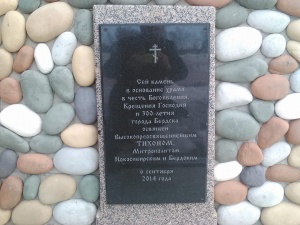 Сей камень
в основание храма
в честь Богоявления
Крещения Господня
и 300-летия
города Бердска
освящен
Высокопреосвященнейшим
ТИХОНОМ,
Митрополитом
Новосибирским и Бердским
6 сентября
2014 года